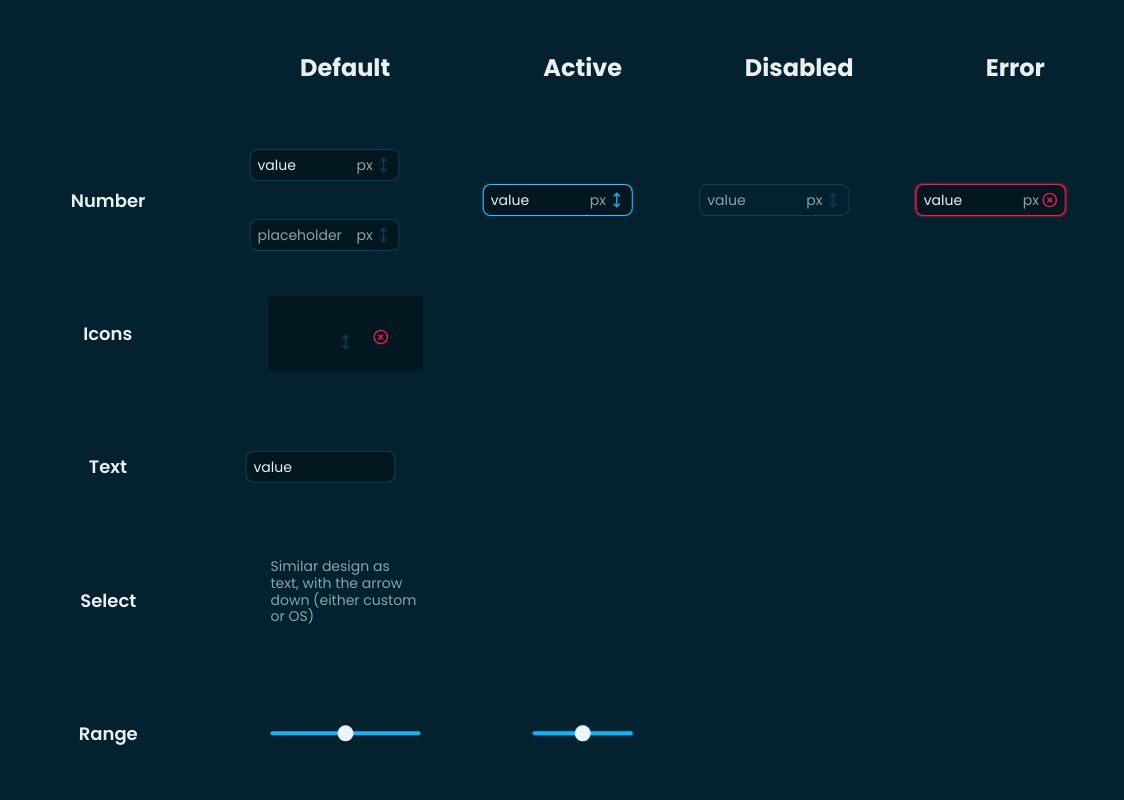 Default Active Disabled Error
Number
value px
placeholder px
value px
value px
value px
Icons
Text
value
Select
Similar design as
text, with the arrow
down (either custom
or OS)
Range